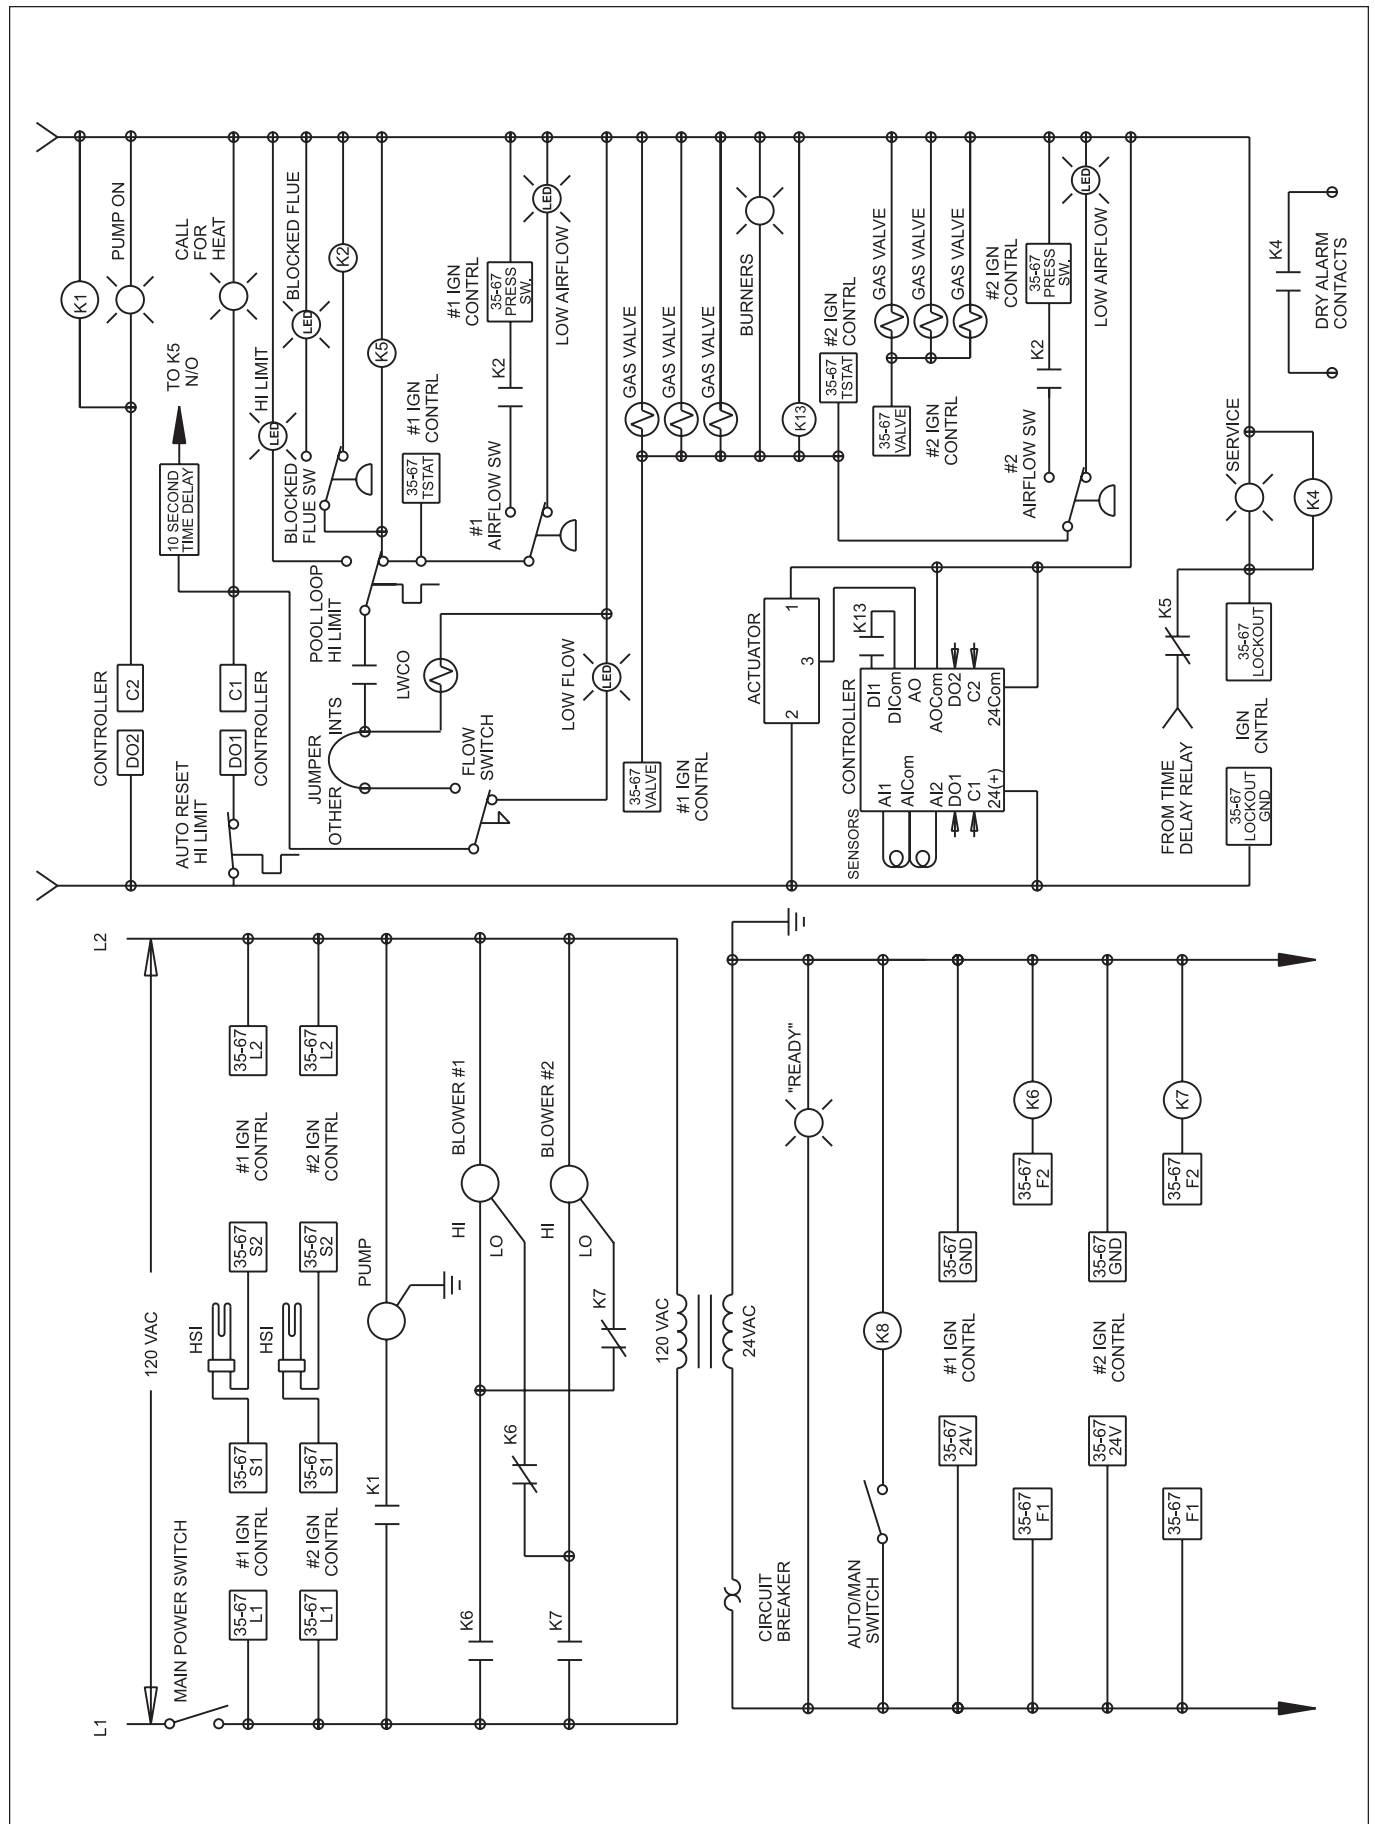 L1
L2
120 VAC
MAIN POWER SWITCH
35-67
L1
#1 IGN
CONTRL
35-67
S1
HSI
35-67
S2
#1 IGN
CONTRL
35-67
L2
35-67
L1
#2 IGN
CONTRL
35-67
S1
HSI
35-67
S2
#2 IGN
CONTRL
35-67
L2
K1
PUMP
K6
HI
BLOWER #1
LO
K6
K7
HI
BLOWER #2
LO
K7
120 VAC
24VAC
CIRCUIT
BREAKER
"READY"
AUTO/MAN
SWITCH
K8
35-67
24V
#1 IGN
CONTRL
35-67
GND
35-67
F1
35-67
F2
K6
35-67
24V
#2 IGN
CONTRL
35-67
GND
35-67
F1
35-67
F2
K7
K1
CONTROLLER
DO2
C2
PUMP ON
10 SECOND
TIME DELAY
TO K5
N/O
AUTO RESET
HI LIMIT
DO1
C1
CONTROLLER
CALL
FOR
HEAT
HI LIMIT
LED
BLOCKED
FLUE SW
LED
BLOCKED FLUE
K2
K5
JUMPER
OTHER
INTS
POOL LOOP
HI LIMIT
LWCO
35-67
TSTAT
#1 IGN
CONTRL
FLOW
SWITCH
#1
AIRFLOW SW
K2
35-67
PRESS
SW.
#1 IGN
CONTRL
LED
LOW AIRFLOW
LOW FLOW
LED
35-67
VALVE
#1 IGN
CONTRL
GAS VALVE
GAS VALVE
GAS VALVE
BURNERS
K13
35-67
TSTAT
#2 IGN
CONTRL
35-67
VALVE
#2 IGN
CONTRL
GAS VALVE
GAS VALVE
GAS VALVE
#2
AIRFLOW SW
K2
35-67
PRESS
SW.
#2 IGN
CONTRL
LED
LOW AIRFLOW
ACTUATOR
2
3
1
SENSORS
CONTROLLER
K13
AI1
DI1
AICom
DICom
AI2
AO
AOCom
DO1
DO2
C1
C2
24(+)
24Com
FROM TIME
DELAY RELAY
K5
35-67
LOCKOUT
GND
IGN
CNTRL
35-67
LOCKOUT
SERVICE
K4
K4
DRY ALARM
CONTACTS